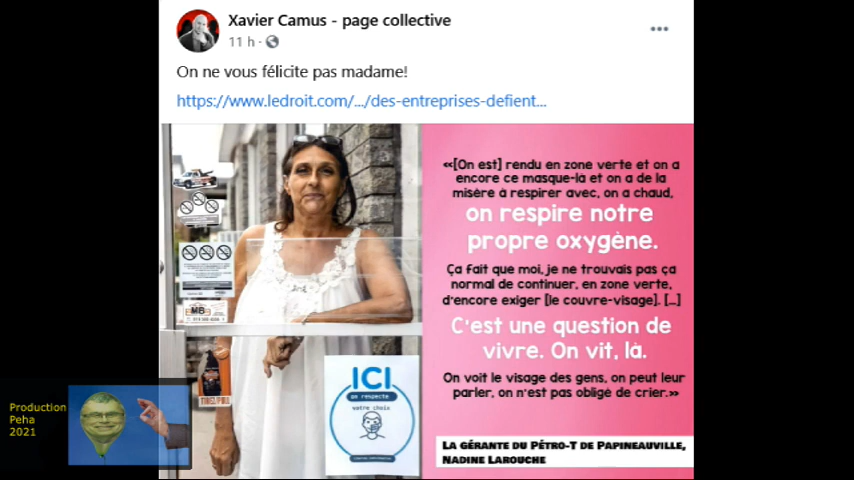 Xavier Camus - page collective
11 h
On ne vous félicite pas madame!
https://www.ledroit.com/.../des-entreprises-defient...
«[On est] rendu en zone verte et on a
encore ce masque-là et on a de la
misère à respirer avec, on a chaud,
on respire notre
propre oxygène.
Ça fait que moi, je ne trouvais pas ça
normal de continuer, en zone verte,
d'encore exiger [le couvre-visage]. [...]
C'est une question de
vivre. On vit, là.
On voit le visage des gens, on peut leur
parler, on n'est pas obligé de crier.»
La gérante du Pétro-T de Papineauville,
Nadine Larouche
ICI
on respecte
votre choix
Production
Peha
2021